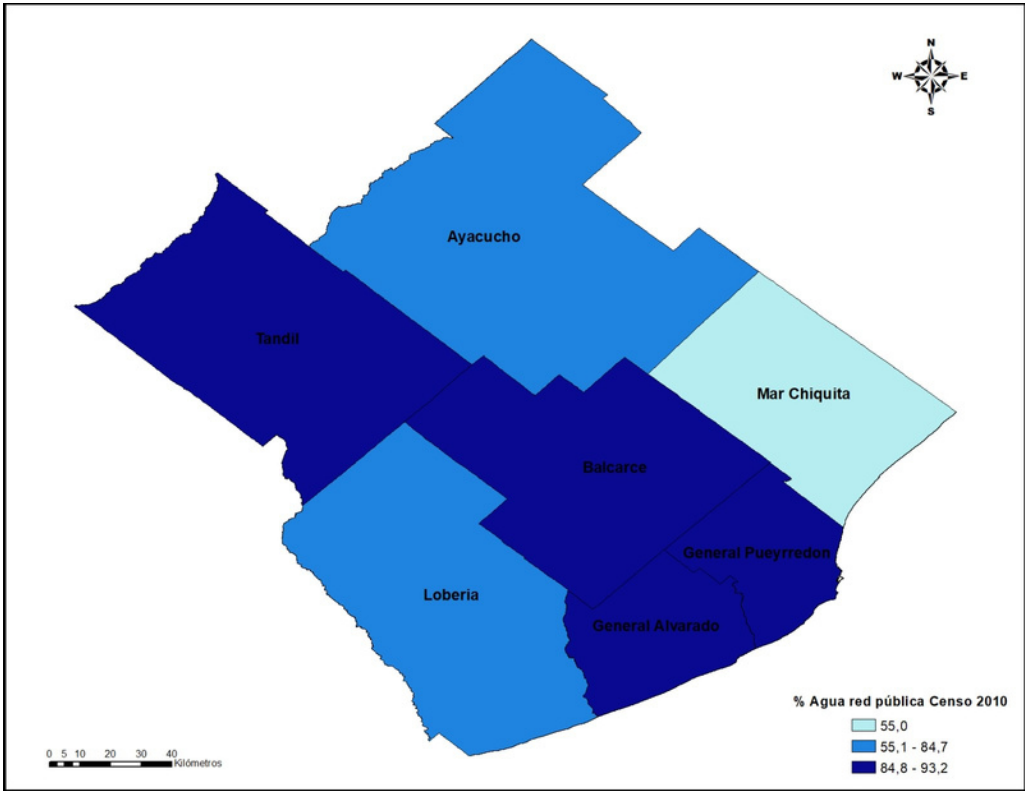 N
W E
S
Ayacucho
Tandil
Mar Chiquita
Balcarce
General Pueyrredon
Loberia
General Alvarado
% Agua red pública Censo 2010
55,0
55,1 - 84,7
84,8 - 93,2
0 5 10 20 30 40
Kilómetros